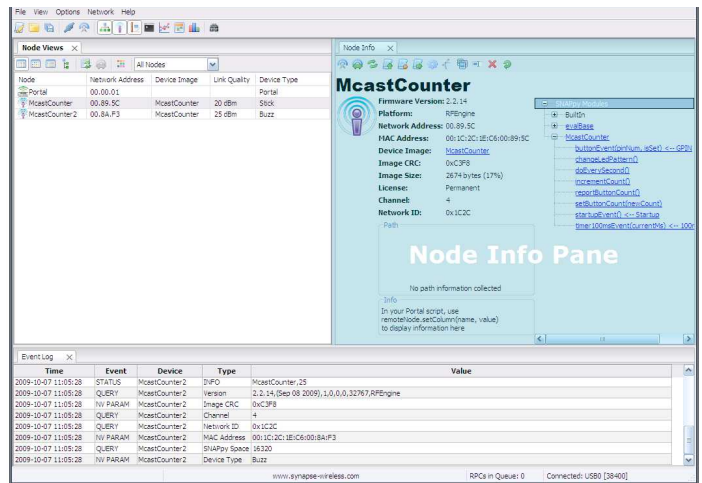 File View Options Network Help
Node Views
All Nodes
Node Network Address Device Image Link Quality Device Type
Portal 00.00.01 Portal
McastCounter 00.89.5C McastCounter 20 dBm Stick
McastCounter2 00.8A.F3 McastCounter 25 dBm Buzz
Node Info
McastCounter
Firmware Version: 2.2.14
Platform: RFEngine
Network Address: 00.89.5C
MAC Address: 00:1C:2C:1E:C6:00:89:5C
Device Image: McastCounter
Image CRC: 0xC3F8
Image Size: 2674 bytes (17%)
License: Permanent
Channel: 4
Network ID: 0x1C2C
Path
No path information collected
Info
In your Portal script, use
remoteNode.setColumn(name, value)
to display information here
SNAPpy Modules
BuiltIn
evalBase
McastCounter
buttonEvent(pinNum, isSet) <-- GPIN
changeLedPattern()
doEverySecond()
incrementCount()
reportButtonCount()
setButtonCount(newCount)
startupEvent() <-- Startup
timer100msEvent(currentMs) <-- 100r
Node Info Pane
Event Log
Time Event Device Type Value
2009-10-07 11:05:28 STATUS McastCounter2 INFO McastCounter,25
2009-10-07 11:05:28 QUERY McastCounter2 Version 2.2.14,(Sep 08 2009),1,0,0,0,32767,RFEngine
2009-10-07 11:05:28 NV PARAM McastCounter2 Image CRC 0xC3F8
2009-10-07 11:05:28 QUERY McastCounter2 Channel 4
2009-10-07 11:05:28 QUERY McastCounter2 Network ID 0x1C2C
2009-10-07 11:05:28 NV PARAM McastCounter2 MAC Address 00:1C:2C:1E:C6:00:8A:F3
2009-10-07 11:05:28 QUERY McastCounter2 SNAPpy Space 16320
2009-10-07 11:05:28 NV PARAM McastCounter2 Device Type Buzz
www.synapse-wireless.com RPCs in Queue: 0 Connected: USB0 [38400]